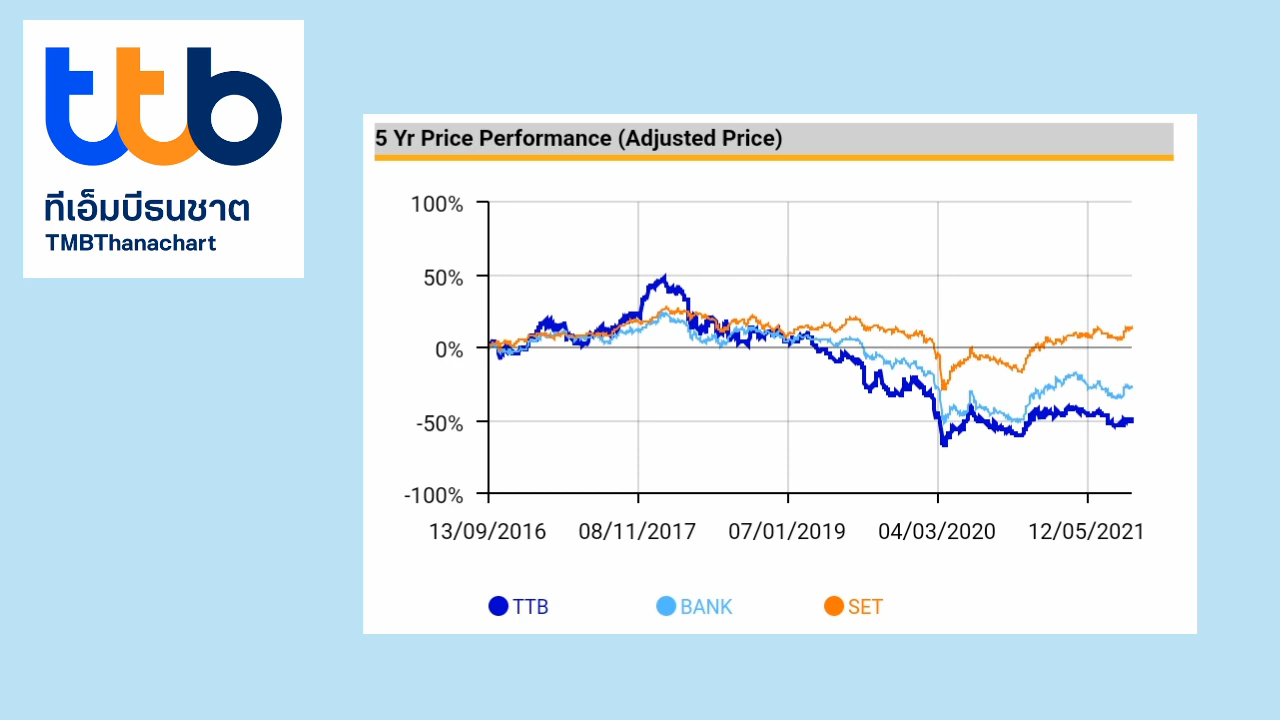 ttb
ทีเอ็มบีธนชาต
TMBThanachart
5 Yr Price Performance (Adjusted Price)
100%
50%
0%
-50%
-100%
13/09/2016 08/11/2017 07/01/2019 04/03/2020 12/05/2021
TTB BANK SET